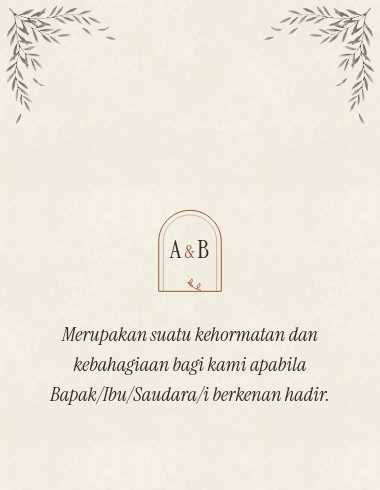 A & B
Merupakan suatu kehormatan dan
kebahagiaan bagi kami apabila
Bapak/Ibu/Saudara/i berkenan hadir.